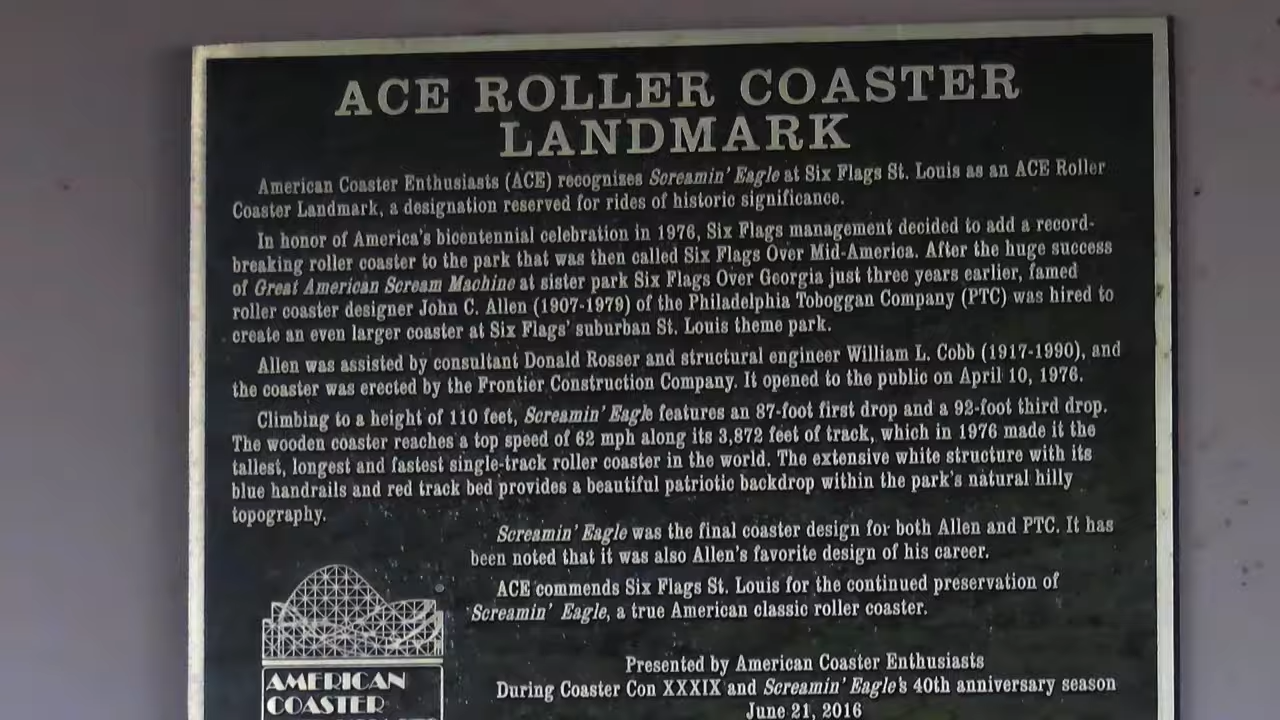 ACE ROLLER COASTER
LANDMARK
American Coaster Enthusiasts (ACE) recognizes Screamin' Eagle at Six Flags St. Louis as an ACE Roller
Coaster Landmark, a designation reserved for rides of historic significance.
In honor of America's bicentennial celebration in 1976, Six Flags management decided to add a record-
breaking roller coaster to the park that was then called Six Flags Over Mid-America. After the huge success
of Great American Scream Machine at sister park Six Flags Over Georgia just three years earlier, famed
roller coaster designer John C. Allen (1907-1979) of the Philadelphia Toboggan Company (PTC) was hired to
create an even larger coaster at Six Flags' suburban St. Louis theme park.
Allen was assisted by consultant Donald Rosser and structural engineer William L. Cobb (1917-1990), and
the coaster was erected by the Frontier Construction Company. It opened to the public on April 10, 1976.
Climbing to a height of 110 feet, Screamin' Eagle features an 87-foot first drop and a 92-foot third drop.
The wooden coaster reaches a top speed of 62 mph along its 3,872 feet of track, which in 1976 made it the
tallest, longest and fastest single-track roller coaster in the world. The extensive white structure with its
blue handrails and red track bed provides a beautiful patriotic backdrop within the park's natural hilly
topography.
Screamin' Eagle was the final coaster design for both Allen and PTC. It has
been noted that it was also Allen's favorite design of his career.
ACE commends Six Flags St. Louis for the continued preservation of
Screamin' Eagle, a true American classic roller coaster.
Presented by American Coaster Enthusiasts
During Coaster Con XXXIX and Screamin' Eagle's 40th anniversary season
June 21, 2016
AMERICAN
COASTER